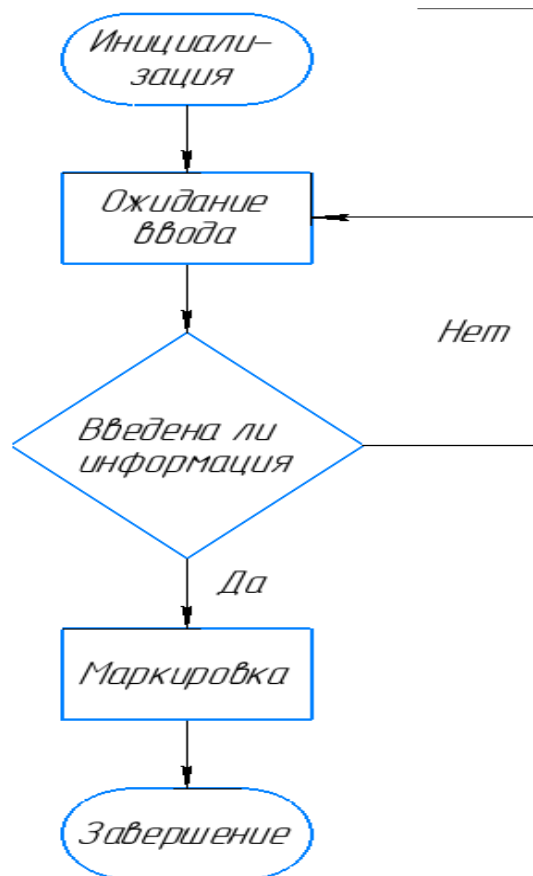 Инициали-
зация
Ожидание
ввода
Нет
Введена ли
информация
Да
Маркировка
Завершение